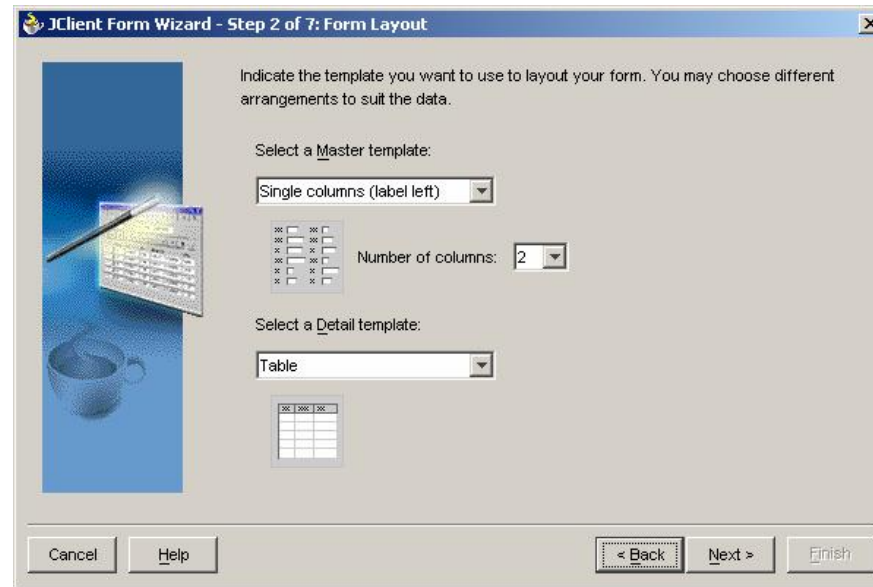 JClient Form Wizard - Step 2 of 7: Form Layout
Indicate the template you want to use to layout your form. You may choose different
arrangements to suit the data.
Select a Master template:
Single columns (label left)
Number of columns: 2
Select a Detail template:
Table
Cancel Help < Back Next > Finish